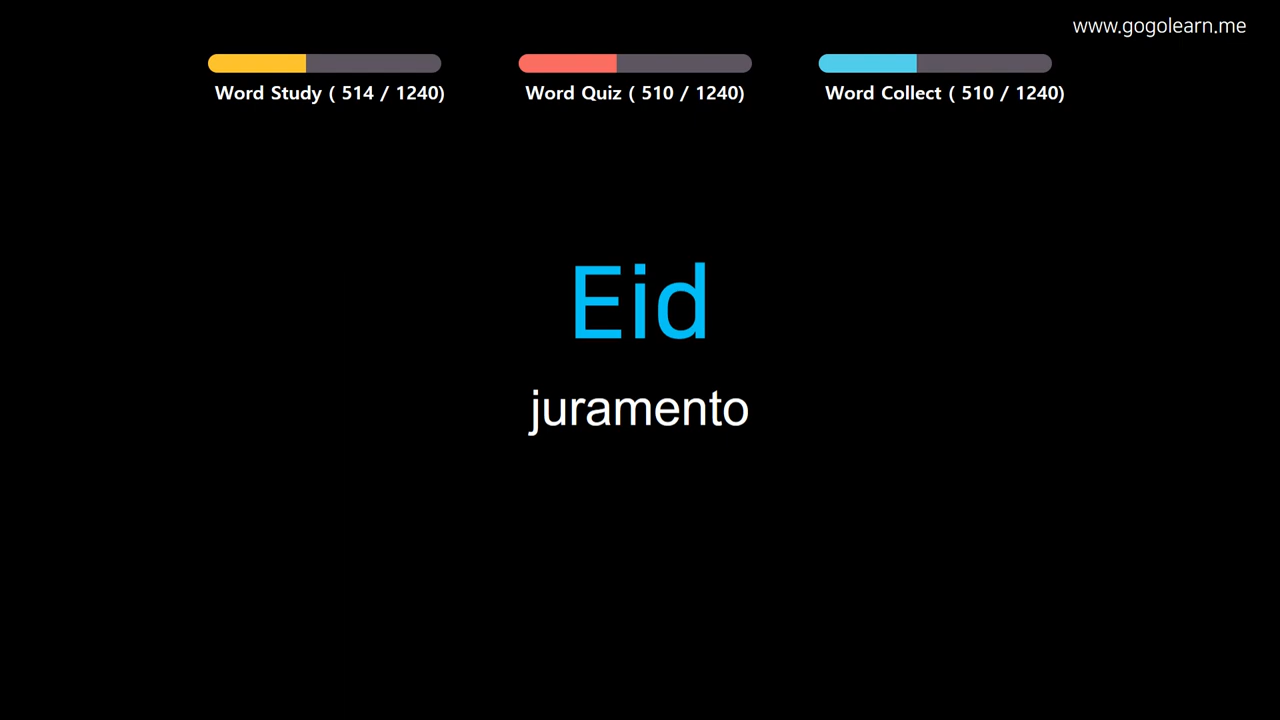 www.gogolearn.me
Word Study ( 514 / 1240)
Word Quiz ( 510 / 1240)
Word Collect ( 510 / 1240)
Eid
juramento